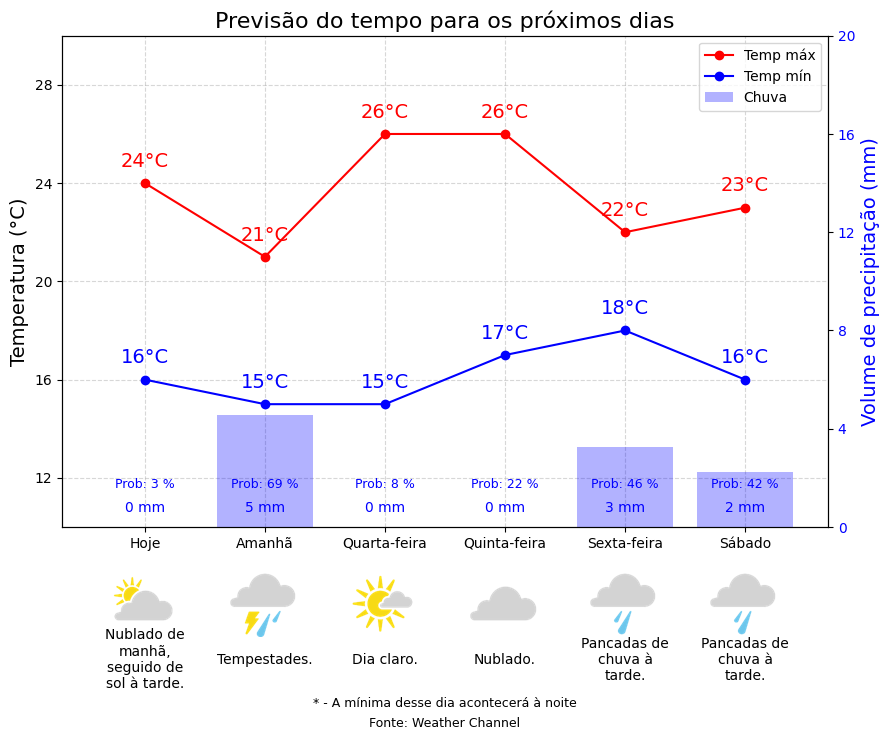 Previsão do tempo para os próximos dias
Temperatura (°C)
28
24
20
16
12
20
16
12
8
4
0
Volume de precipitação (mm)
Temp máx
Temp mín
Chuva
24°C
21°C
26°C
26°C
22°C
23°C
16°C
15°C
15°C
17°C
18°C
16°C
Prob: 3 %
Prob: 69 %
Prob: 8 %
Prob: 22 %
Prob: 46 %
Prob: 42 %
0 mm
5 mm
0 mm
0 mm
3 mm
2 mm
Hoje
Amanhã
Quarta-feira
Quinta-feira
Sexta-feira
Sábado
Nublado de
manhã,
seguido de
sol à tarde.
Tempestades.
Dia claro.
Nublado.
Pancadas de
chuva à
tarde.
Pancadas de
chuva à
tarde.
* - A mínima desse dia acontecerá à noite
Fonte: Weather Channel